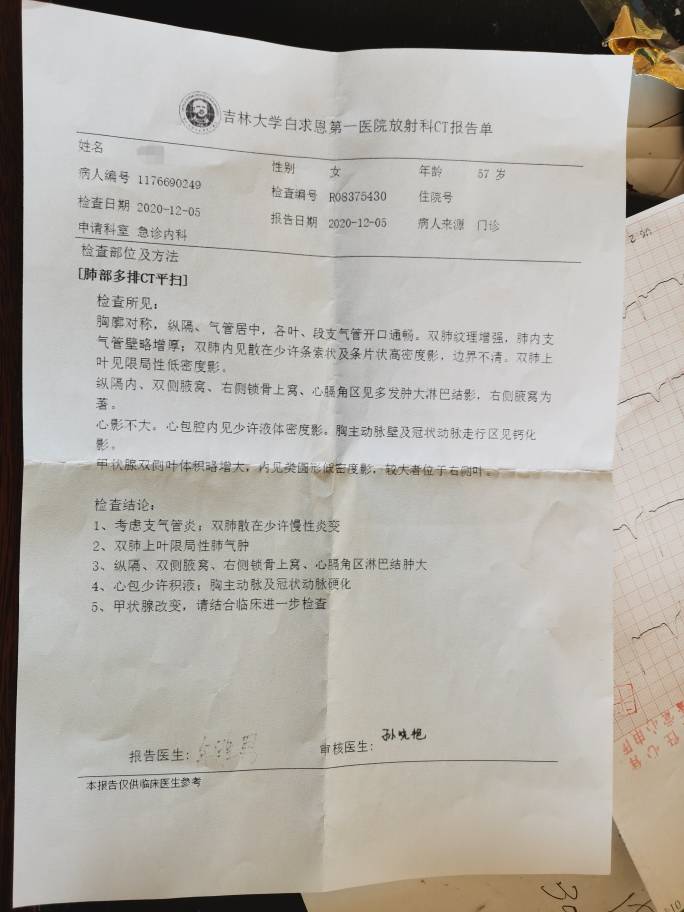 吉林大学白求恩第一医院放射科CT报告单
姓名
性别 女 年龄 57 岁
病人编号 1176690249 检查编号 R08375430 住院号
检查日期 2020-12-05 报告日期 2020-12-05 病人来源 门诊
申请科室 急诊内科
检查部位及方法
[肺部多排CT平扫]
检查所见:
胸廓对称,纵隔、气管居中,各叶、段支气管开口通畅。双肺纹理增强,肺内支
气管壁略增厚;双肺内见散在少许条索状及条片状高密度影,边界不清。双肺上
叶见限局性低密度影。
纵隔内、双侧腋窝、右侧锁骨上窝、心膈角区见多发肿大淋巴结影,右侧腋窝为
著。
心影不大。心包腔内见少许液体密度影。胸主动脉壁及冠状动脉走行区见钙化
影。
甲状腺双侧叶体积略增大,内见类圆形低密度影,较大者位于右侧叶。
检查结论:
1、考虑支气管炎;双肺散在少许慢性炎变
2、双肺上叶限局性肺气肿
3、纵隔、双侧腋窝、右侧锁骨上窝、心膈角区淋巴结肿大
4、心包少许积液;胸主动脉及冠状动脉硬化
5、甲状腺改变,请结合临床进一步检查
报告医生: 审核医生: 孙晓艳
本报告仅供临床医生参考